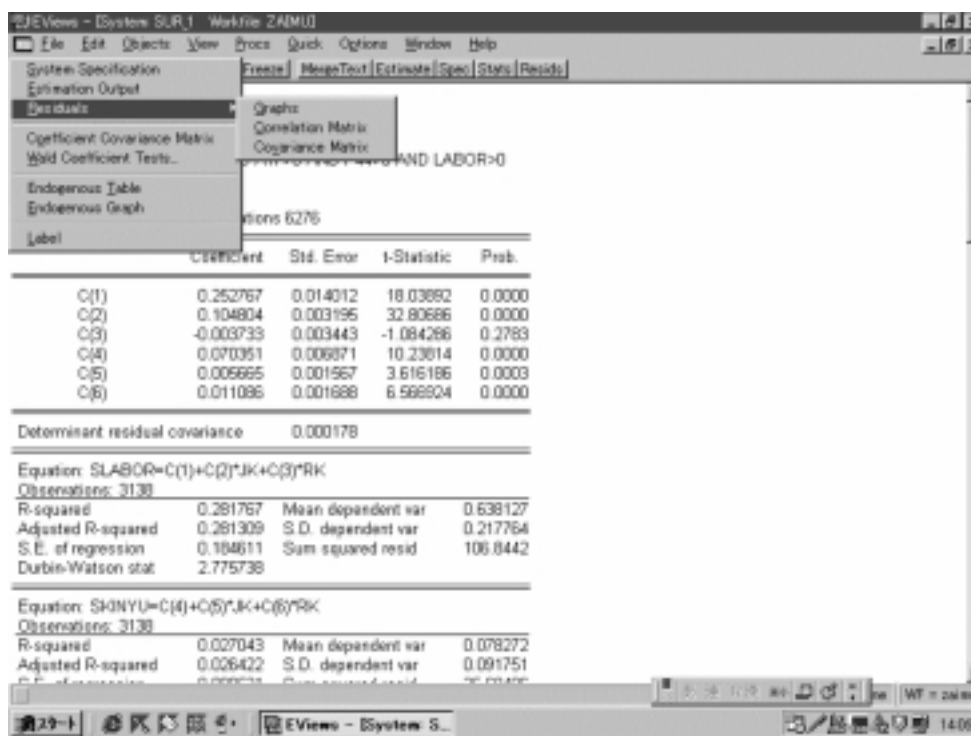 EViews - [System: SUR_1 Workfile: ZAIMU]
File Edit Objects View Procs Quick Options Window Help
System Specification
Estimation Output
Residuals
Coefficient Covariance Matrix
Wald Coefficient Tests...
Endogenous Table
Endogenous Graph
Label
Freeze MergeText Estimate Spec Stats Resids
Graphs
Correlation Matrix
Covariance Matrix
AND LABOR>0
ations 6276
Coefficient Std. Error t-Statistic Prob.
C(1) 0.252767 0.014012 18.03892 0.0000
C(2) 0.104804 0.003195 32.80686 0.0000
C(3) -0.003733 0.003443 -1.084286 0.2783
C(4) 0.070351 0.006871 10.23814 0.0000
C(5) 0.005665 0.001567 3.616186 0.0003
C(6) 0.011086 0.001688 6.566924 0.0000
Determinant residual covariance 0.000178
Equation: SLABOR=C(1)+C(2)*JK+C(3)*RK
Observations: 3138
R-squared 0.281767 Mean dependent var 0.638127
Adjusted R-squared 0.281309 S.D. dependent var 0.217764
S.E. of regression 0.184611 Sum squared resid 106.8442
Durbin-Watson stat 2.775738
Equation: SKINYU=C(4)+C(5)*JK+C(6)*RK
Observations: 3138
R-squared 0.027043 Mean dependent var 0.078272
Adjusted R-squared 0.026422 S.D. dependent var 0.091751
WF = zaim
スタート
EViews - [System: S...
14:05